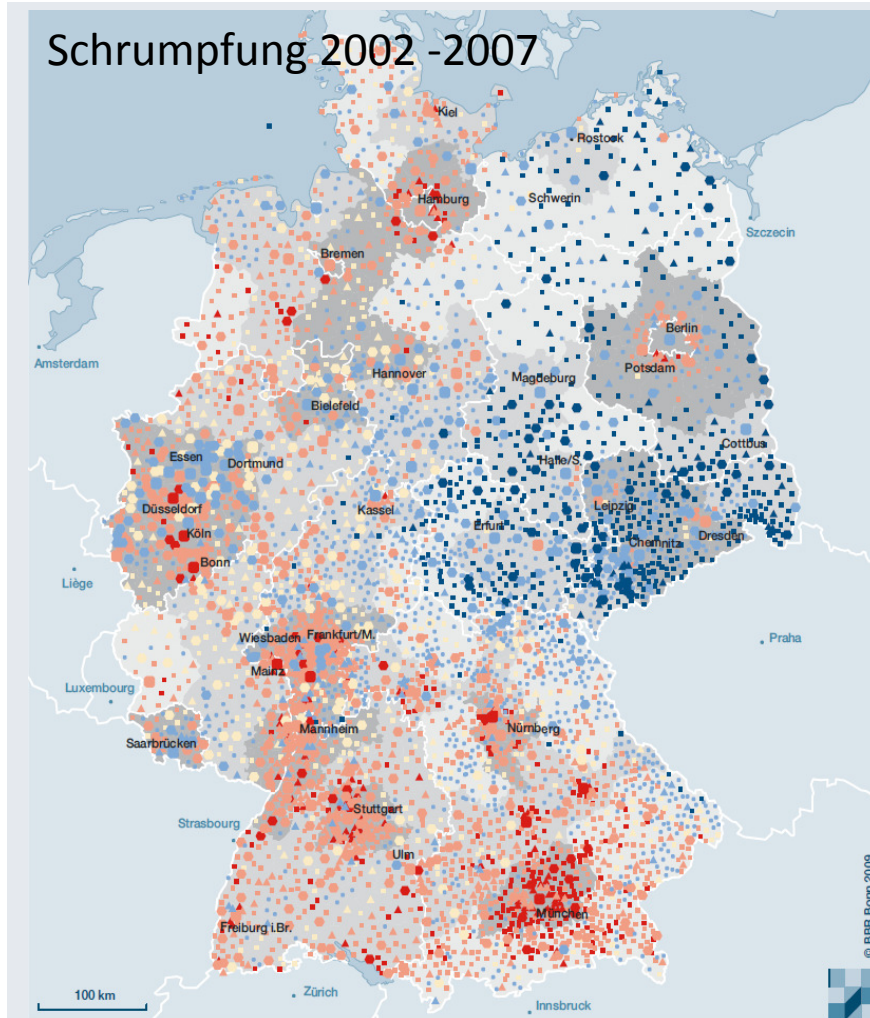 Schrumpfung 2002 -2007
Kiel
Rostock
Hamburg
Schwerin
Szczecin
Bremen
Berlin
Amsterdam
Hannover
Potsdam
Magdeburg
Bielefeld
Cottbus
Essen
Dortmund
Halle/S.
Düsseldorf
Kassel
Leipzig
Köln
Erfurt
Dresden
Chemnitz
Bonn
Liège
Wiesbaden
Frankfurt/M.
Praha
Mainz
Luxembourg
Mannheim
Nürnberg
Saarbrücken
Stuttgart
Strasbourg
Ulm
München
Freiburg i.Br.
© BBR Bonn 2009
100 km
Zürich
Innsbruck